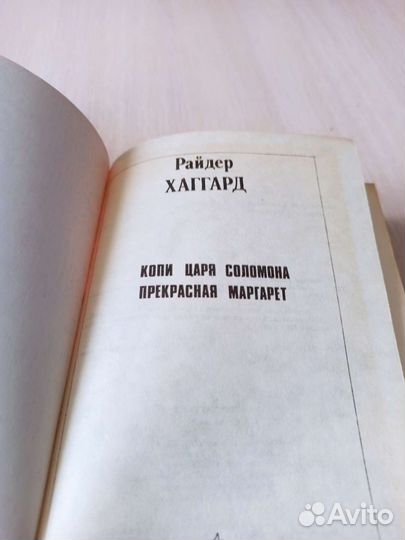 Райдер
ХАГГАРД
КОПИ ЦАРЯ СОЛОМОНА
ПРЕКРАСНАЯ МАРГАРЕТ
Avito